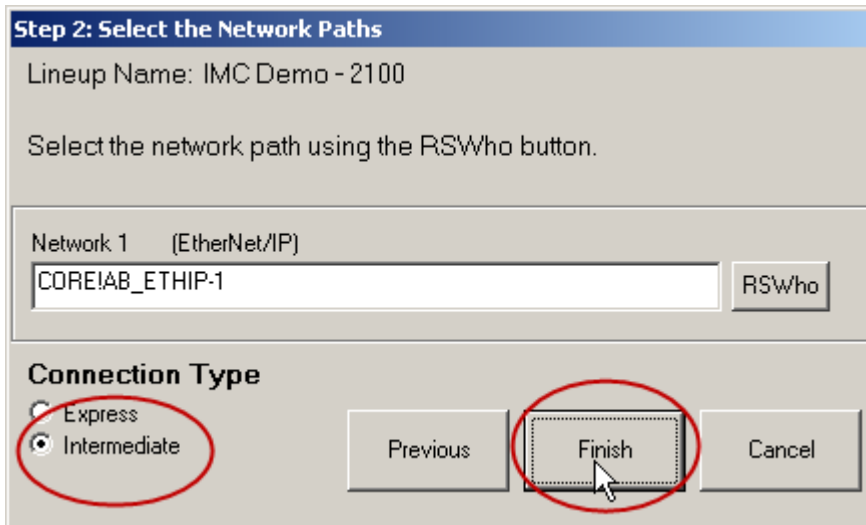 Step 2: Select the Network Paths
Lineup Name: IMC Demo - 2100
Select the network path using the RSWho button.
Network 1 (EtherNet/IP)
CORE!AB_ETHIP-1
RSWho
Connection Type
Express
Intermediate
Previous
Finish
Cancel